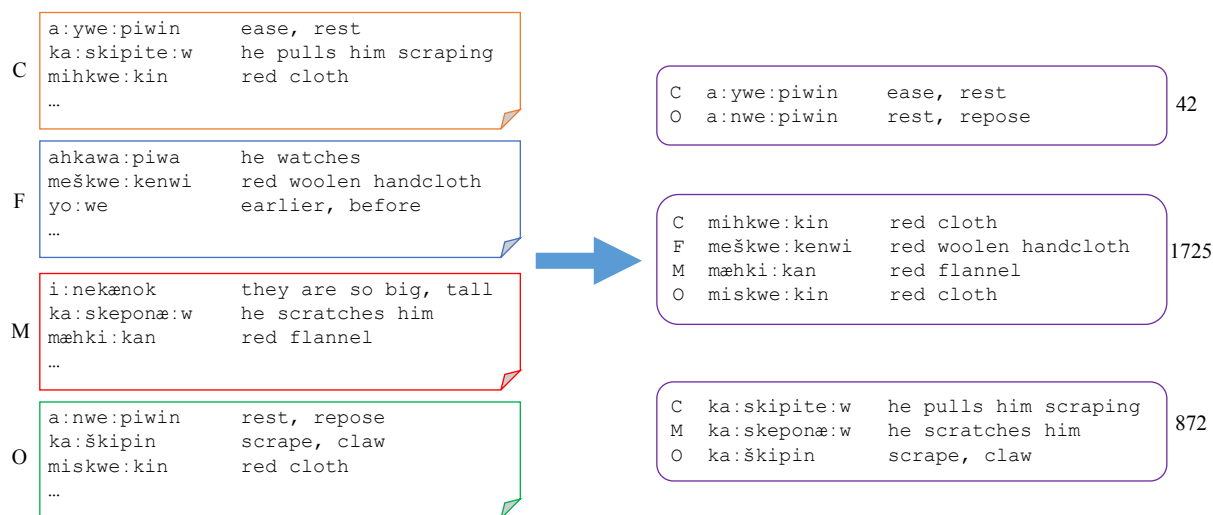 C
a:ywe:piwin ease, rest
ka:skipite:w he pulls him scraping
mihkwe:kin red cloth
…
F
ahkawa:piwa he watches
meškwe:kenwi red woolen handcloth
yo:we earlier, before
…
M
i:nekænok they are so big, tall
ka:skeponæ:w he scratches him
mæhki:kan red flannel
…
O
a:nwe:piwin rest, repose
ka:škipin scrape, claw
miskwe:kin red cloth
…
C a:ywe:piwin ease, rest
O a:nwe:piwin rest, repose
42
C mihkwe:kin red cloth
F meškwe:kenwi red woolen handcloth
M mæhki:kan red flannel
O miskwe:kin red cloth
1725
C ka:skipite:w he pulls him scraping
M ka:skeponæ:w he scratches him
O ka:škipin scrape, claw
872